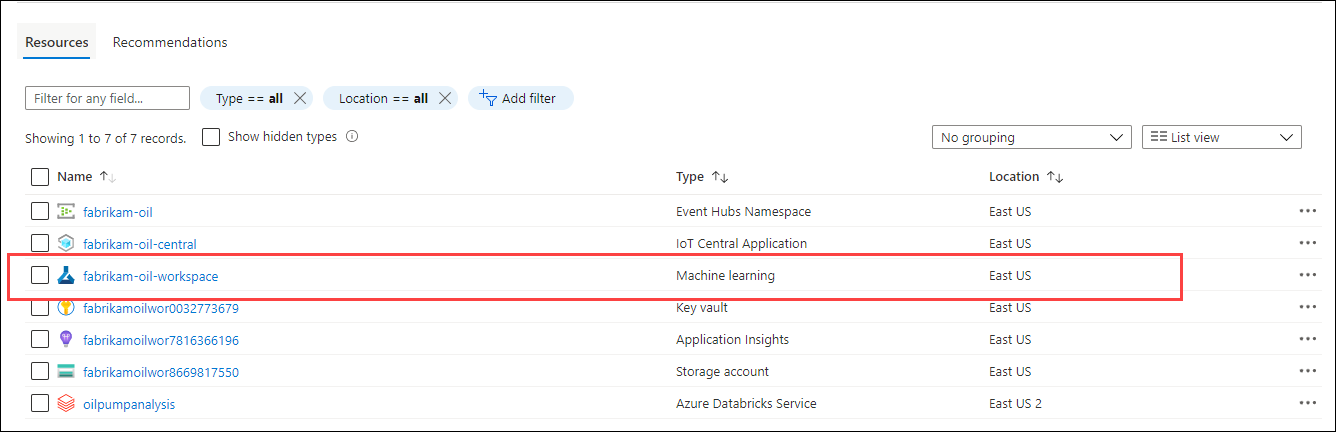 Resources Recommendations
Filter for any field... Type == all Location == all Add filter
Showing 1 to 7 of 7 records. Show hidden types No grouping List view
Name Type Location
fabrikam-oil Event Hubs Namespace East US
fabrikam-oil-central IoT Central Application East US
fabrikam-oil-workspace Machine learning East US
fabrikamoilwor0032773679 Key vault East US
fabrikamoilwor7816366196 Application Insights East US
fabrikamoilwor8669817550 Storage account East US
oilpumpanalysis Azure Databricks Service East US 2